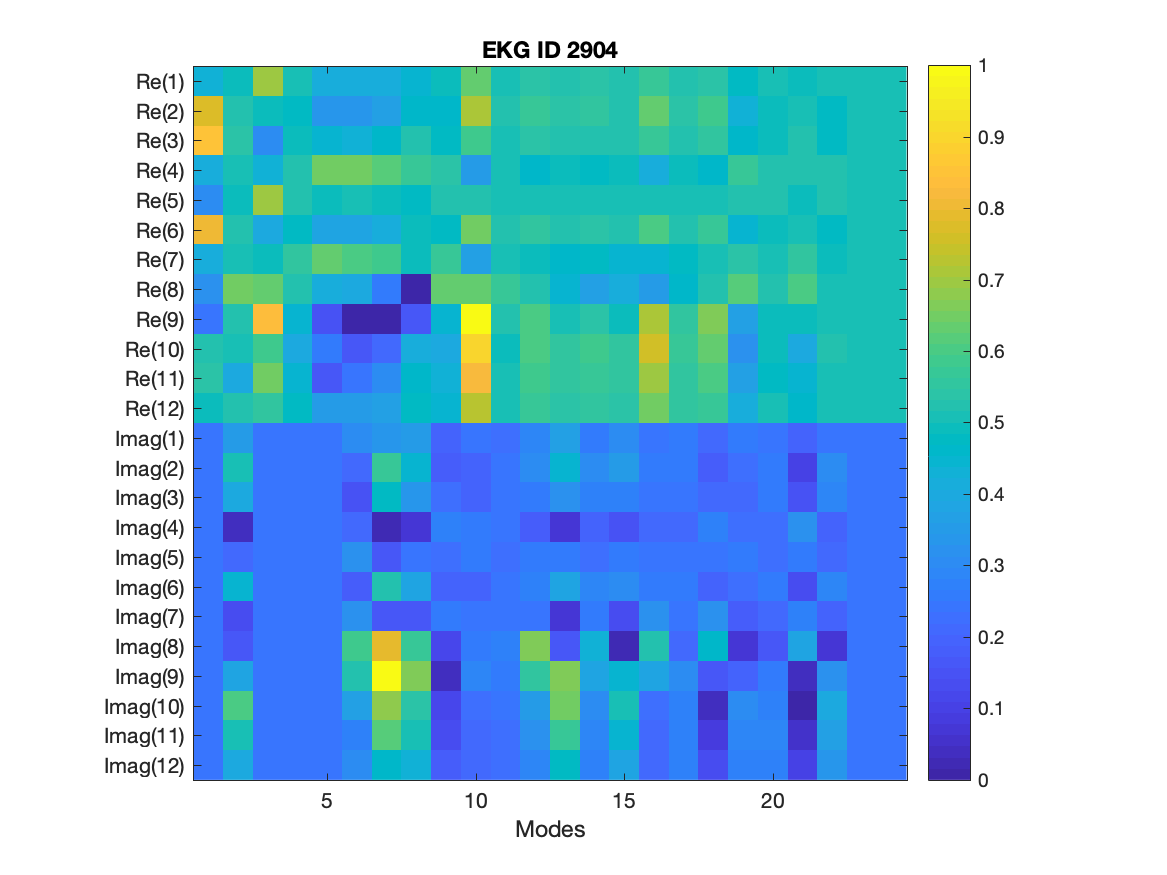 EKG ID 2904
Re(1)
Re(2)
Re(3)
Re(4)
Re(5)
Re(6)
Re(7)
Re(8)
Re(9)
Re(10)
Re(11)
Re(12)
Imag(1)
Imag(2)
Imag(3)
Imag(4)
Imag(5)
Imag(6)
Imag(7)
Imag(8)
Imag(9)
Imag(10)
Imag(11)
Imag(12)
5 10 15 20
Modes
1
0.9
0.8
0.7
0.6
0.5
0.4
0.3
0.2
0.1
0